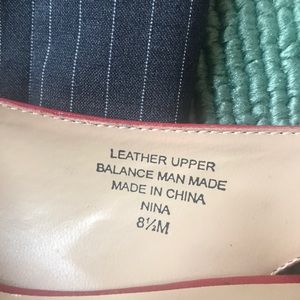 LEATHER UPPER
BALANCE MAN MADE
MADE IN CHINA
NINA
8½M